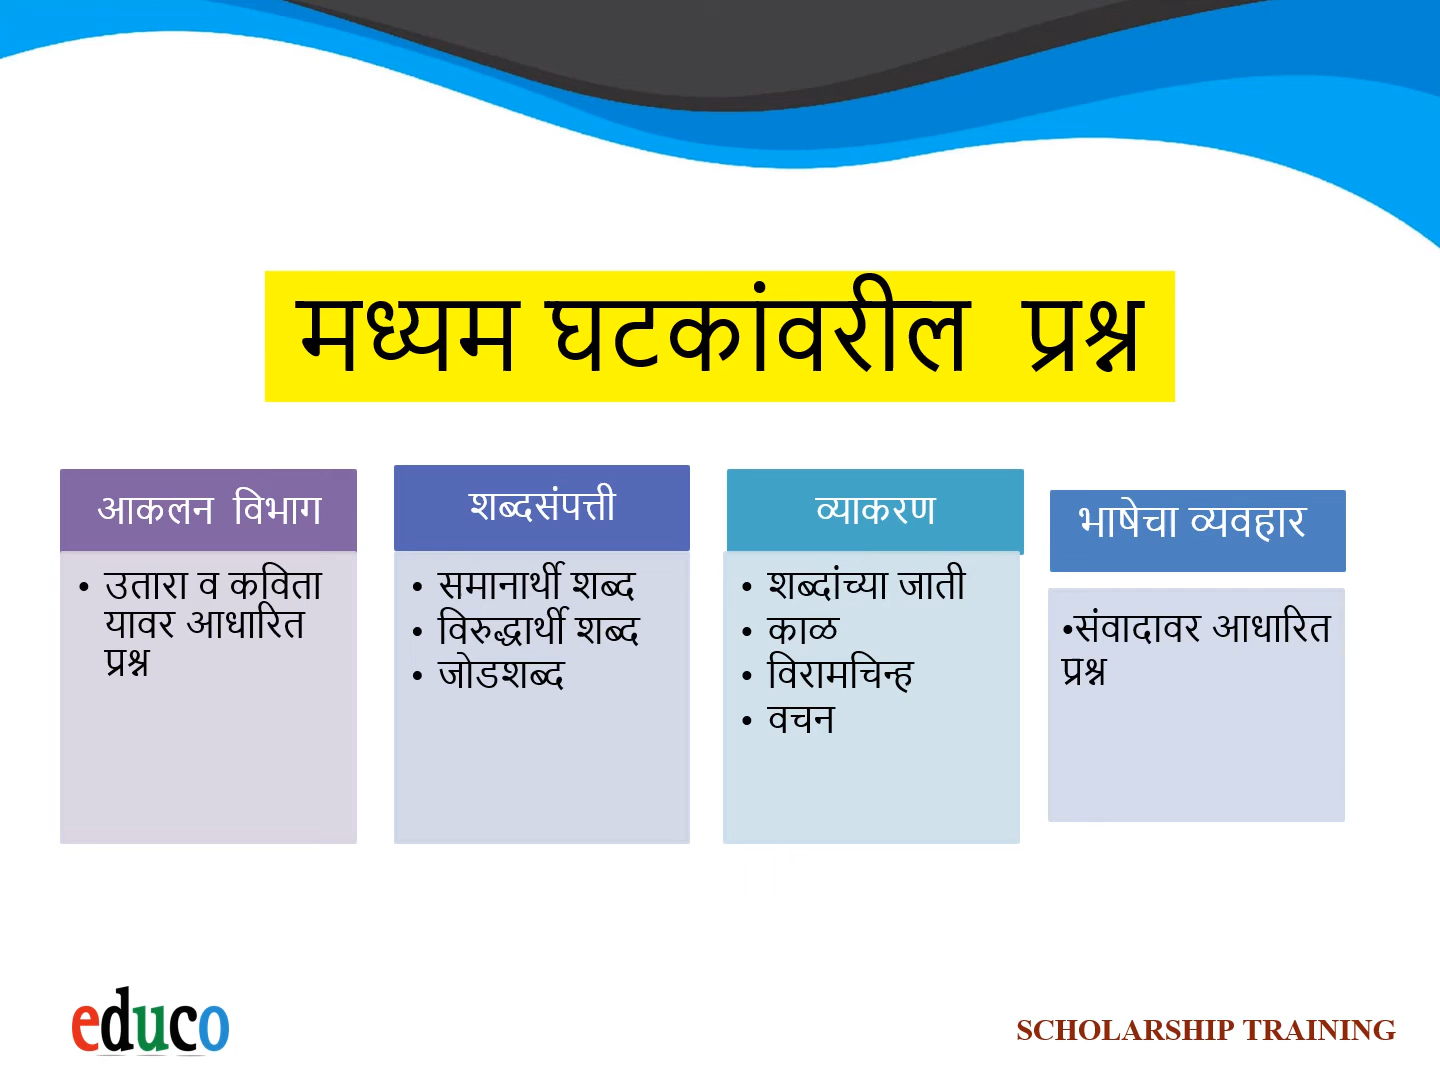 मध्यम घटकांवरील प्रश्न
आकलन विभाग
• उतारा व कविता
यावर आधारित
प्रश्न
शब्दसंपत्ती
• समानार्थी शब्द
• विरुद्धार्थी शब्द
• जोडशब्द
व्याकरण
• शब्दांच्या जाती
• काळ
• विरामचिन्ह
• वचन
भाषेचा व्यवहार
•संवादावर आधारित
प्रश्न
educo
SCHOLARSHIP TRAINING